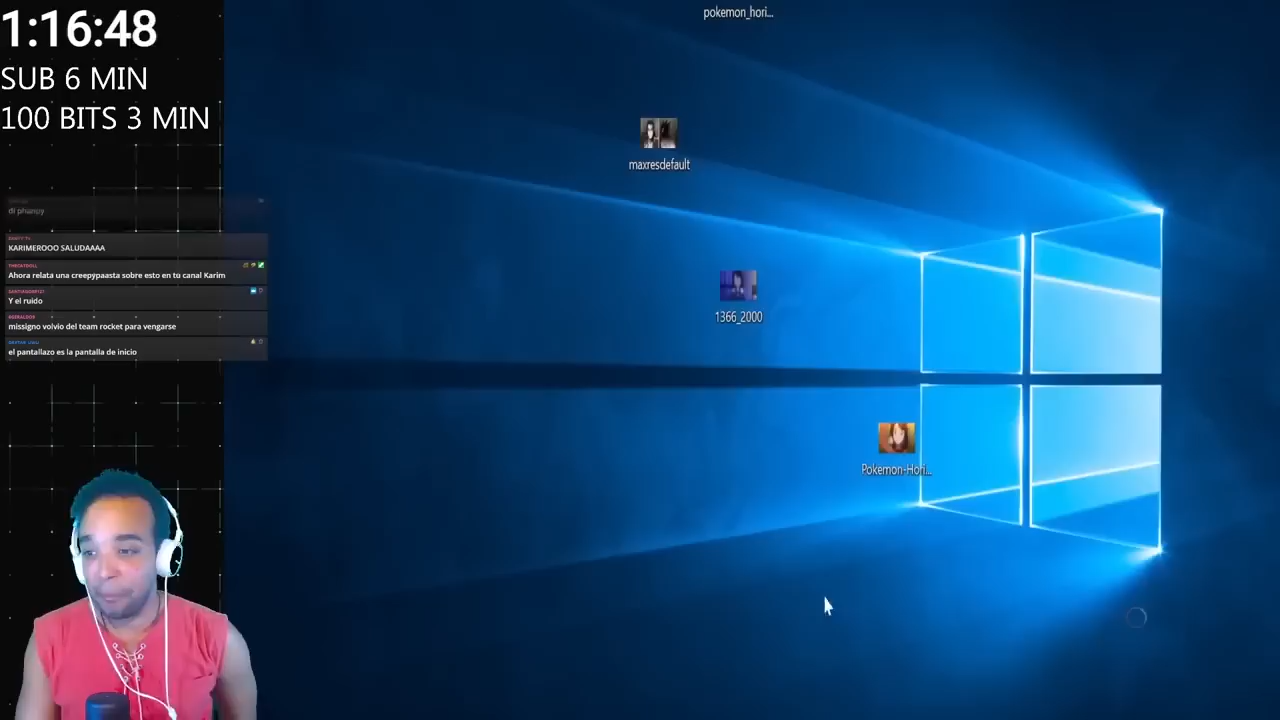 1:16:48
SUB 6 MIN
100 BITS 3 MIN
pokemon_hori...
maxresdefault
di phanpy
KARIMEROOO SALUDAAAA
Ahora relata una creepypaasta sobre esto en tu canal Karim
Y el ruido
missigno volvio del team rocket para vengarse
el pantallazo es la pantalla de inicio
1366_2000
Pokemon-Hori...